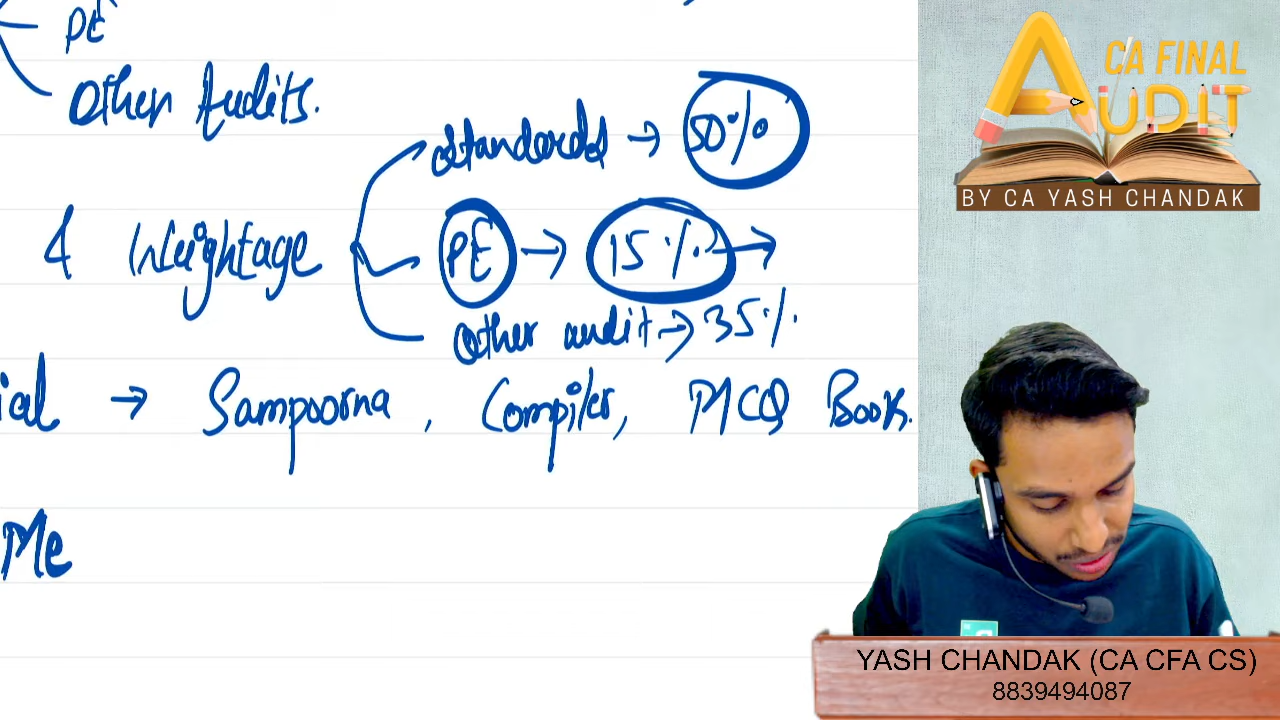 PE
Other Audits.
Standards → 50%
& Weightage
PE → 15% →
Other audit → 35%
ial → Sampoorna, Compiler, MCQ Book.
Me
CA FINAL
AUDIT
BY CA YASH CHANDAK
YASH CHANDAK (CA CFA CS)
8839494087